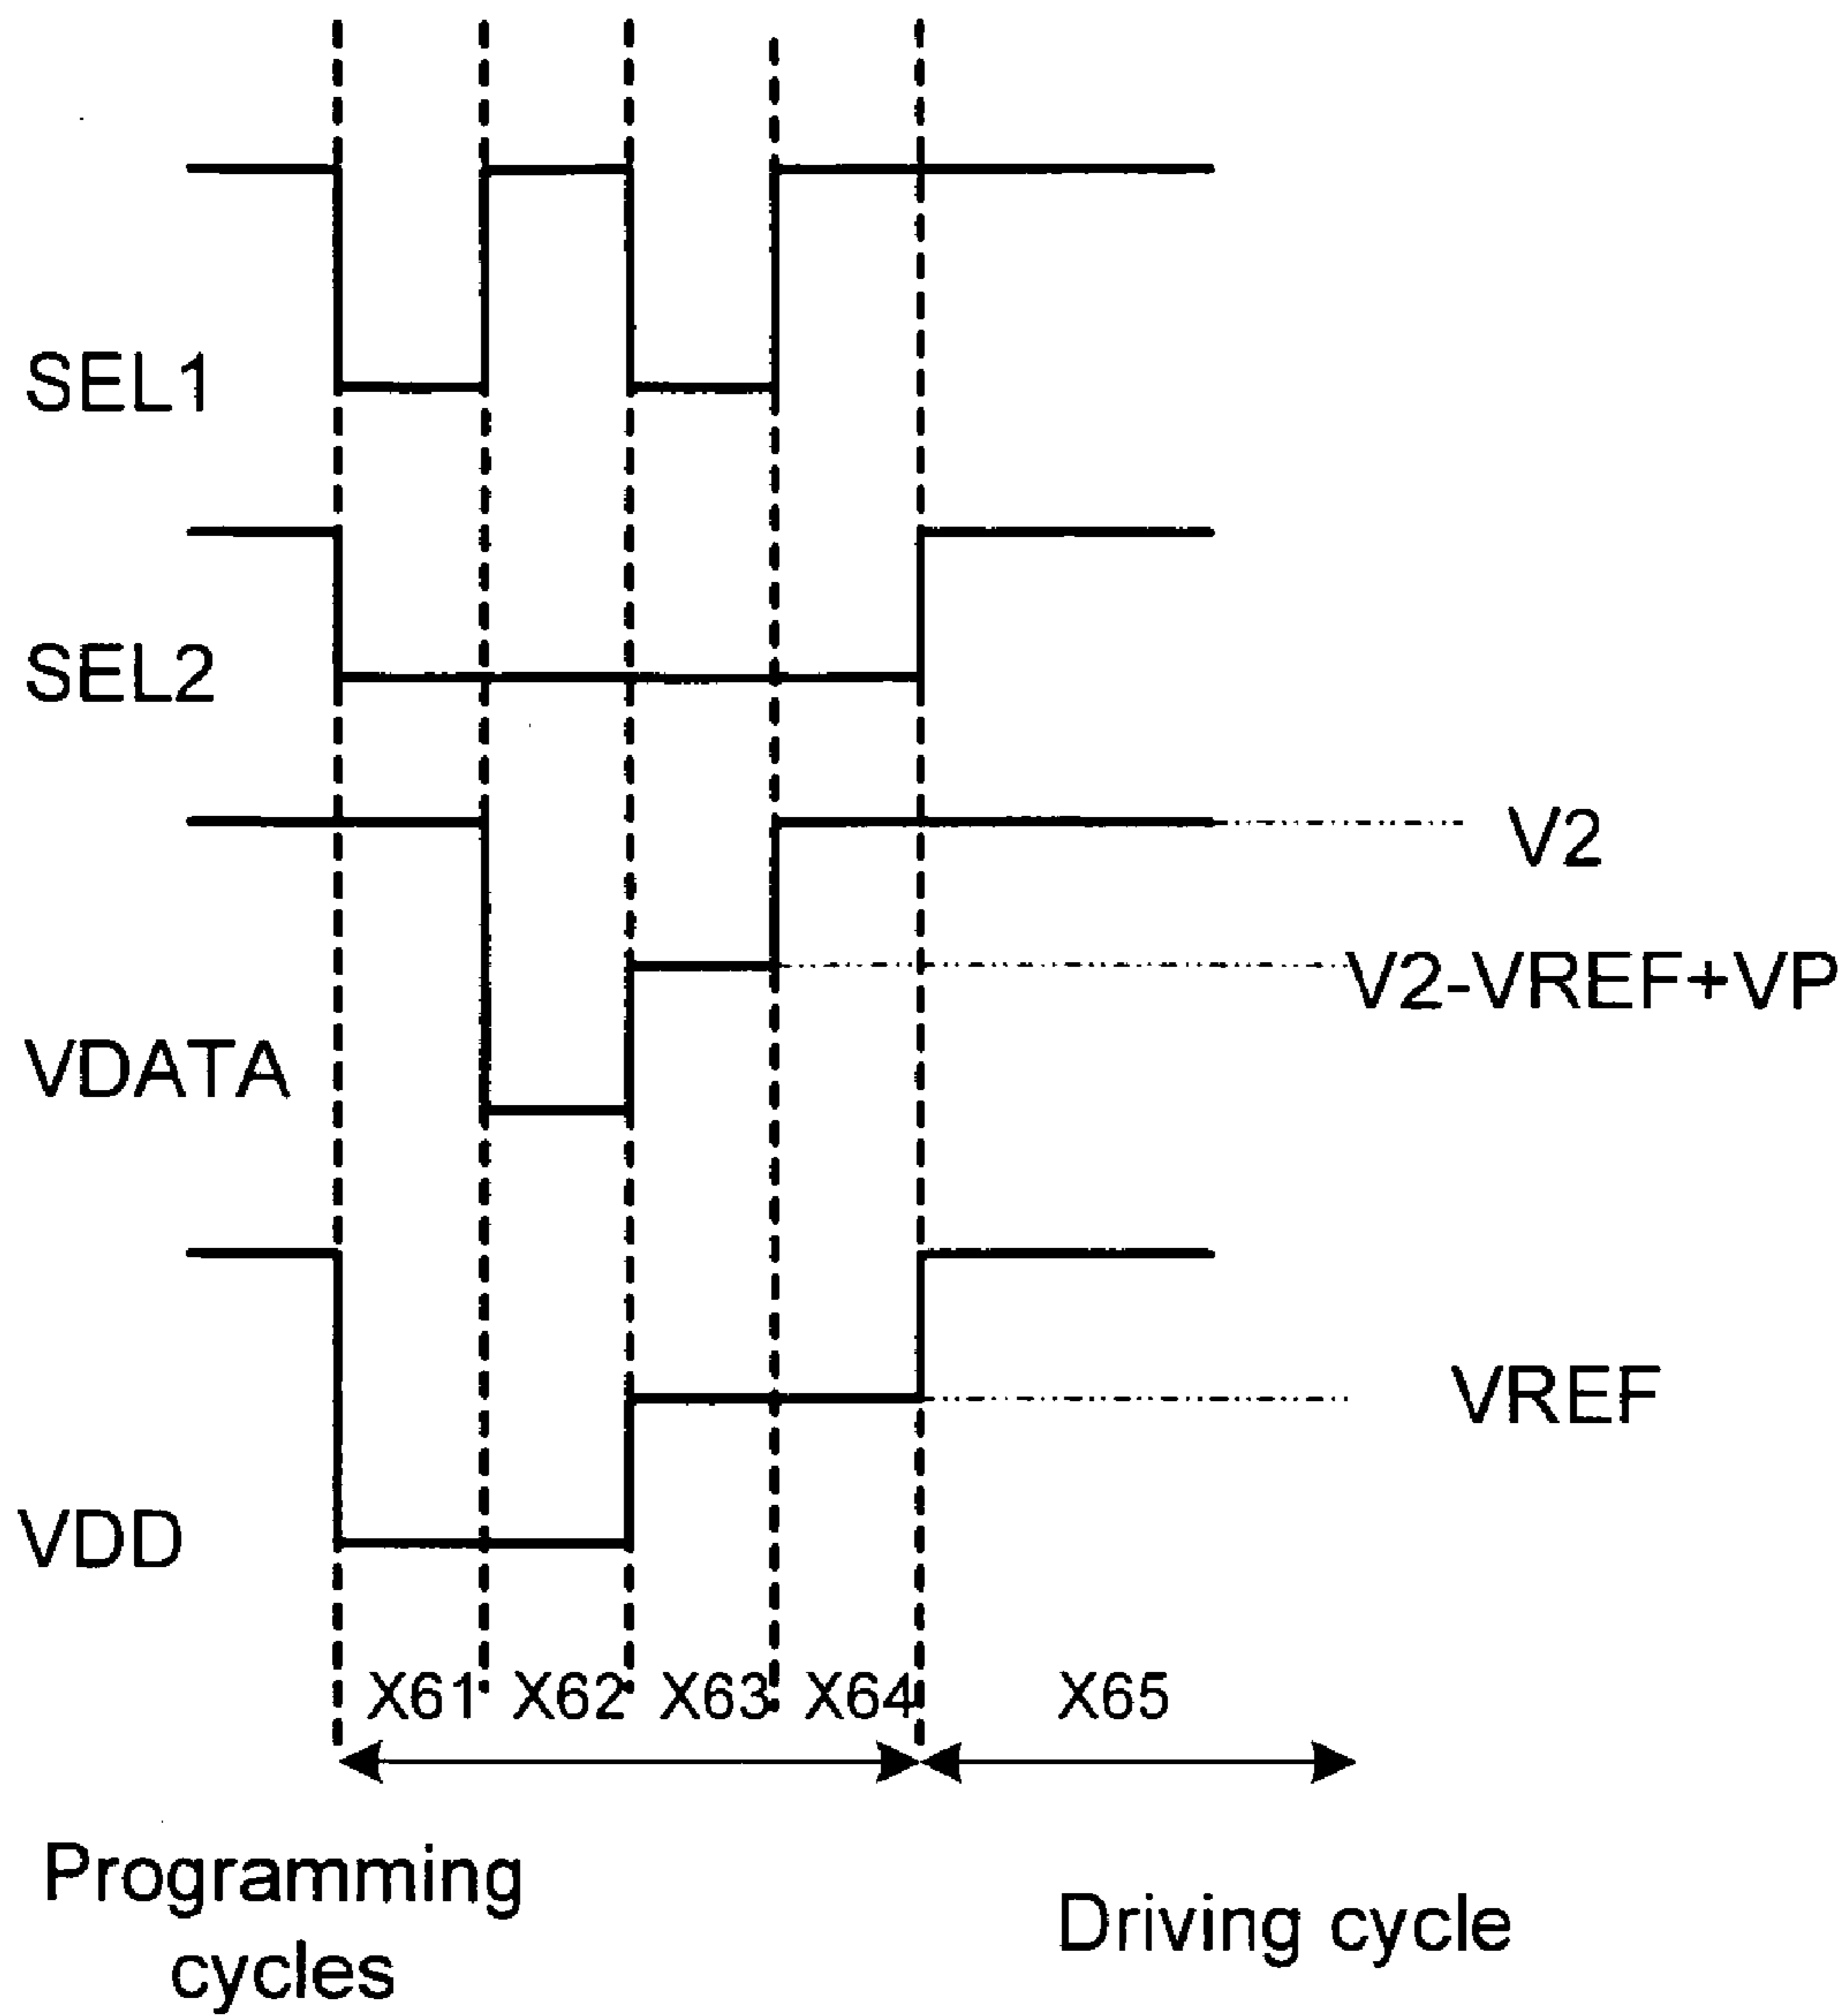 SEL1
SEL2
V2
V2-VREF+VP
VDATA
VREF
VDD
X61 X62 X63 X64 X65
Programming
cycles
Driving cycle